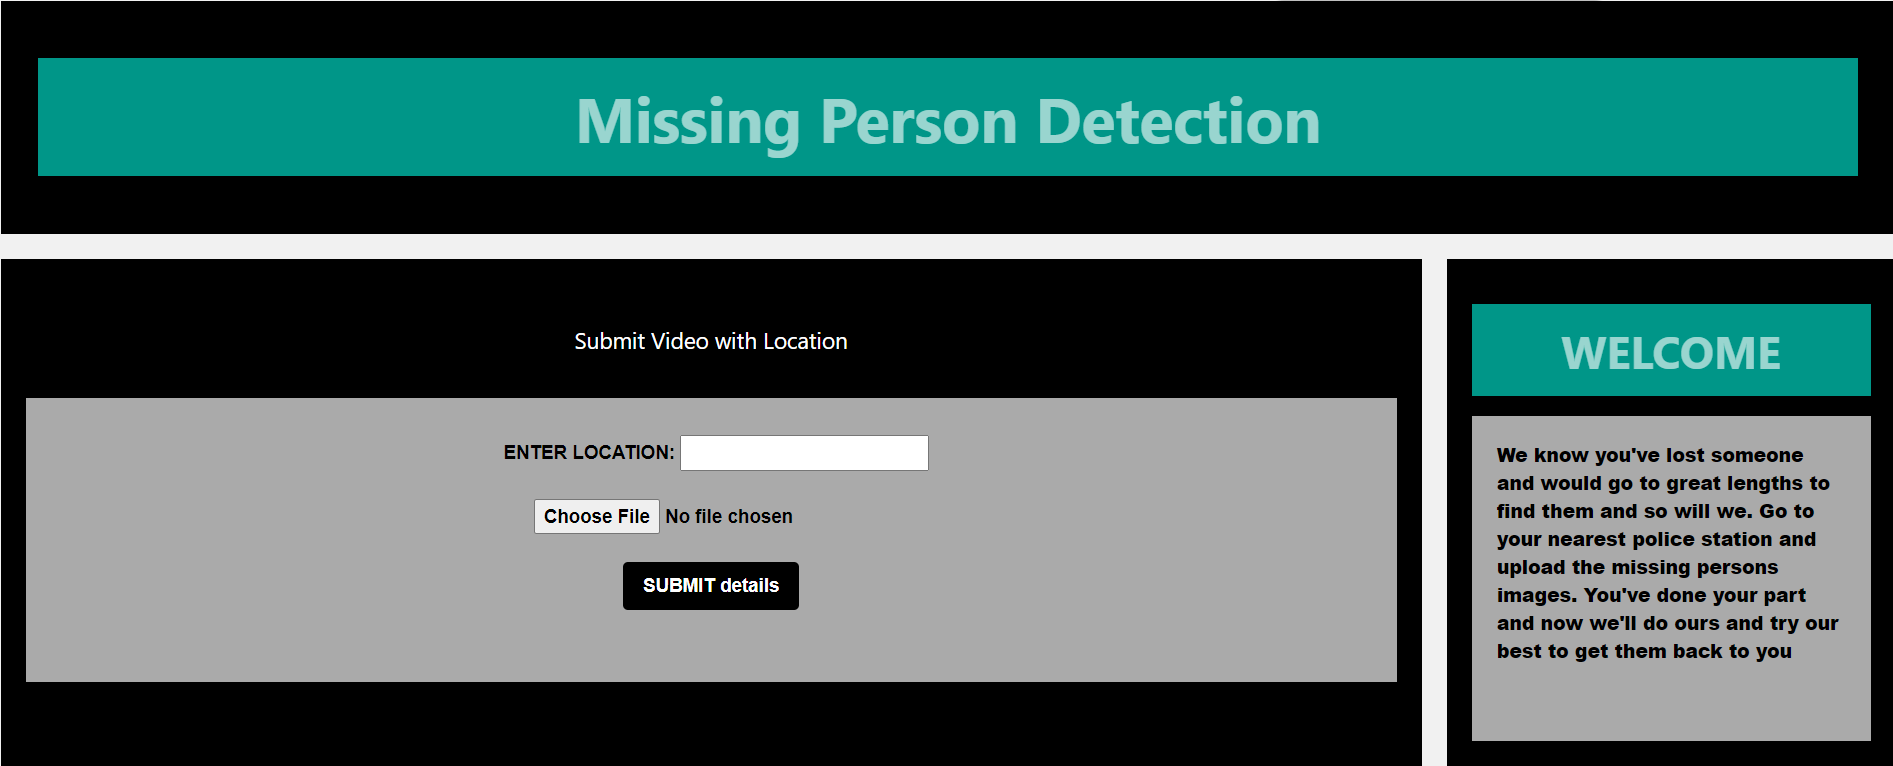 Missing Person Detection
Submit Video with Location
ENTER LOCATION:
Choose File No file chosen
SUBMIT details
WELCOME
We know you've lost someone
and would go to great lengths to
find them and so will we. Go to
your nearest police station and
upload the missing persons
images. You've done your part
and now we'll do ours and try our
best to get them back to you